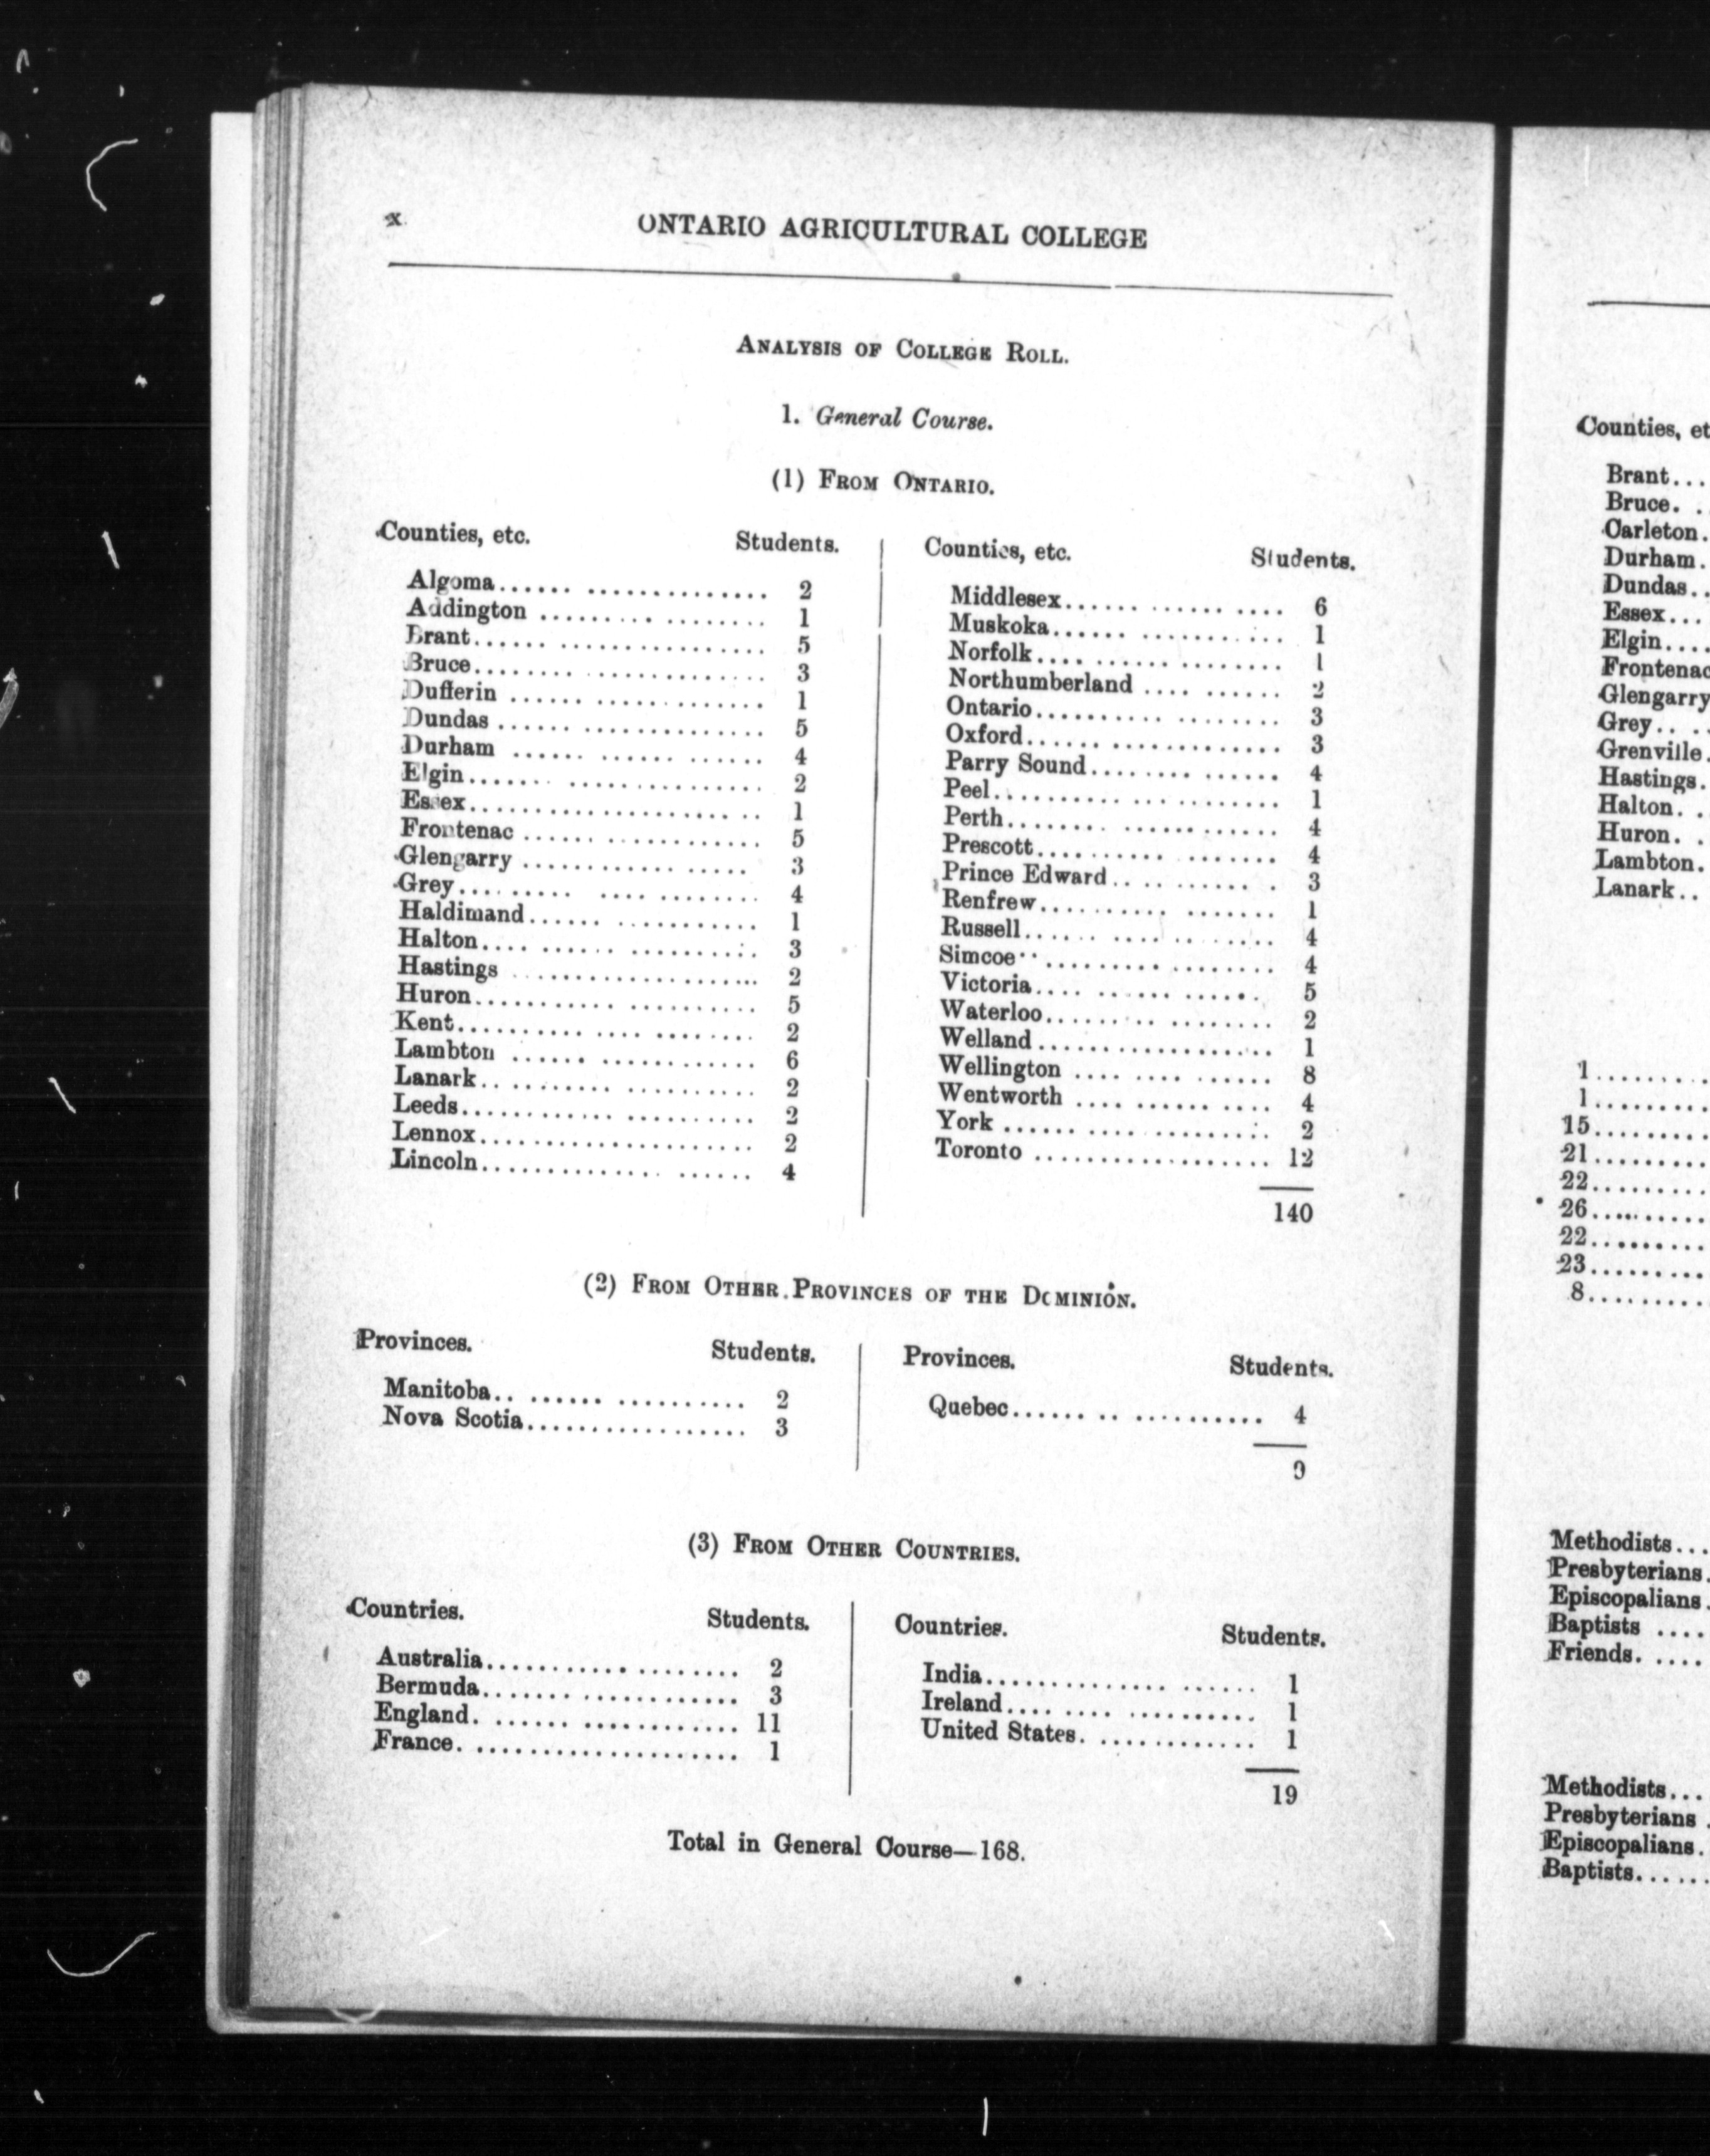 x
ONTARIO AGRICULTURAL COLLEGE
ANALYSIS OF COLLEGE ROLL.
1. General Course.
(1) FROM ONTARIO.
Counties, etc. Students.
Algoma 2
Addington 1
Brant 5
Bruce 3
Dufferin 1
Dundas 5
Durham 4
Elgin 2
Essex 1
Frontenac 5
Glengarry 3
Grey 4
Haldimand 1
Halton 3
Hastings 2
Huron 5
Kent 2
Lambton 6
Lanark 2
Leeds 2
Lennox 2
Lincoln 4
Counties, etc. Students.
Middlesex 6
Muskoka 1
Norfolk 1
Northumberland 2
Ontario 3
Oxford 3
Parry Sound 4
Peel 1
Perth 4
Prescott 4
Prince Edward 3
Renfrew 1
Russell 4
Simcoe 4
Victoria 5
Waterloo 2
Welland 1
Wellington 8
Wentworth 4
York 2
Toronto 12
140
(2) FROM OTHER PROVINCES OF THE DOMINION.
Provinces. Students.
Manitoba 2
Nova Scotia 3
Provinces. Students.
Quebec 4
9
(3) FROM OTHER COUNTRIES.
Countries. Students.
Australia 2
Bermuda 3
England 11
France 1
Countries. Students.
India 1
Ireland 1
United States 1
19
Total in General Course—168.
Counties, et
Brant
Bruce
Carleton
Durham
Dundas
Essex
Elgin
Frontenac
Glengarry
Grey
Grenville
Hastings
Halton
Huron
Lambton
Lanark
1
1
15
21
22
26
22
23
8
Methodists
Presbyterians
Episcopalians
Baptists
Friends
Methodists
Presbyterians
Episcopalians
Baptists